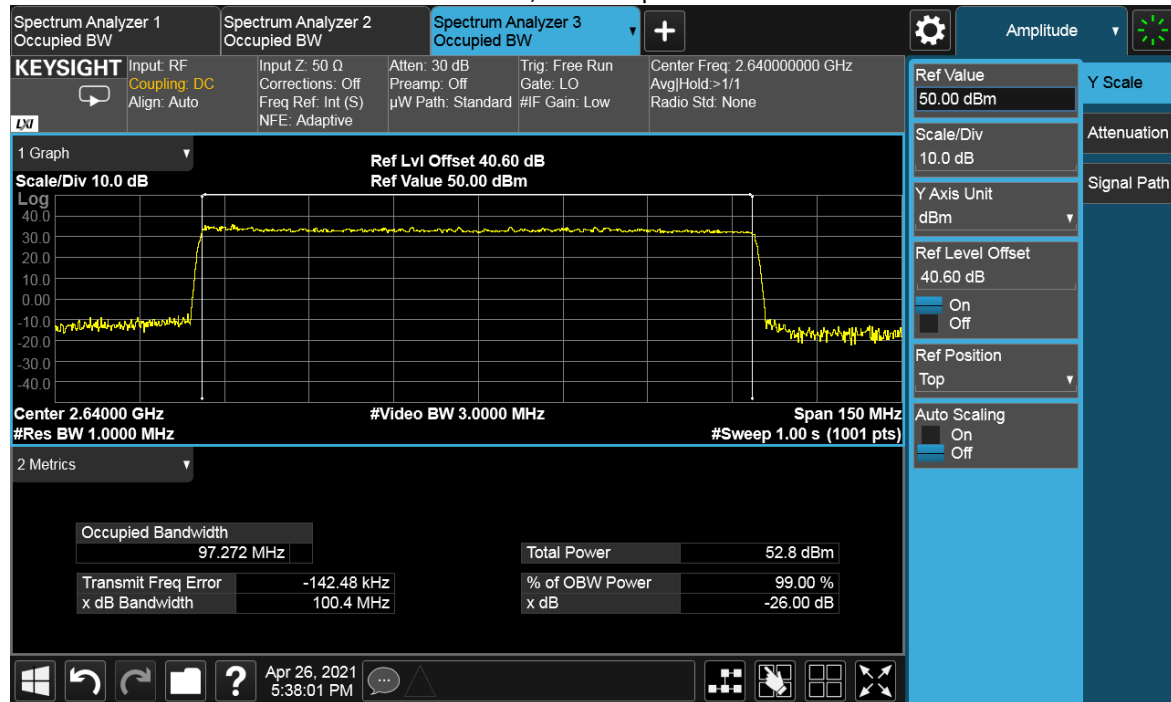 Spectrum Analyzer 1
Occupied BW
Spectrum Analyzer 2
Occupied BW
Spectrum Analyzer 3
Occupied BW
Amplitude
KEYSIGHT
LXI
Input: RF
Coupling: DC
Align: Auto
Input Z: 50 Ω
Corrections: Off
Freq Ref: Int (S)
NFE: Adaptive
Atten: 30 dB
Preamp: Off
µW Path: Standard
Trig: Free Run
Gate: LO
#IF Gain: Low
Center Freq: 2.640000000 GHz
Avg|Hold:>1/1
Radio Std: None
1 Graph
Scale/Div 10.0 dB
Ref Lvl Offset 40.60 dB
Ref Value 50.00 dBm
Log
40.0
30.0
20.0
10.0
0.00
-10.0
-20.0
-30.0
-40.0
Center 2.64000 GHz
#Res BW 1.0000 MHz
#Video BW 3.0000 MHz
Span 150 MHz
#Sweep 1.00 s (1001 pts)
2 Metrics
Occupied Bandwidth
97.272 MHz
Transmit Freq Error -142.48 kHz
x dB Bandwidth 100.4 MHz
Total Power 52.8 dBm
% of OBW Power 99.00 %
x dB -26.00 dB
Ref Value
50.00 dBm
Scale/Div
10.0 dB
Y Axis Unit
dBm
Ref Level Offset
40.60 dB
On
Off
Ref Position
Top
Auto Scaling
On
Off
Y Scale
Attenuation
Signal Path
?
Apr 26, 2021
5:38:01 PM